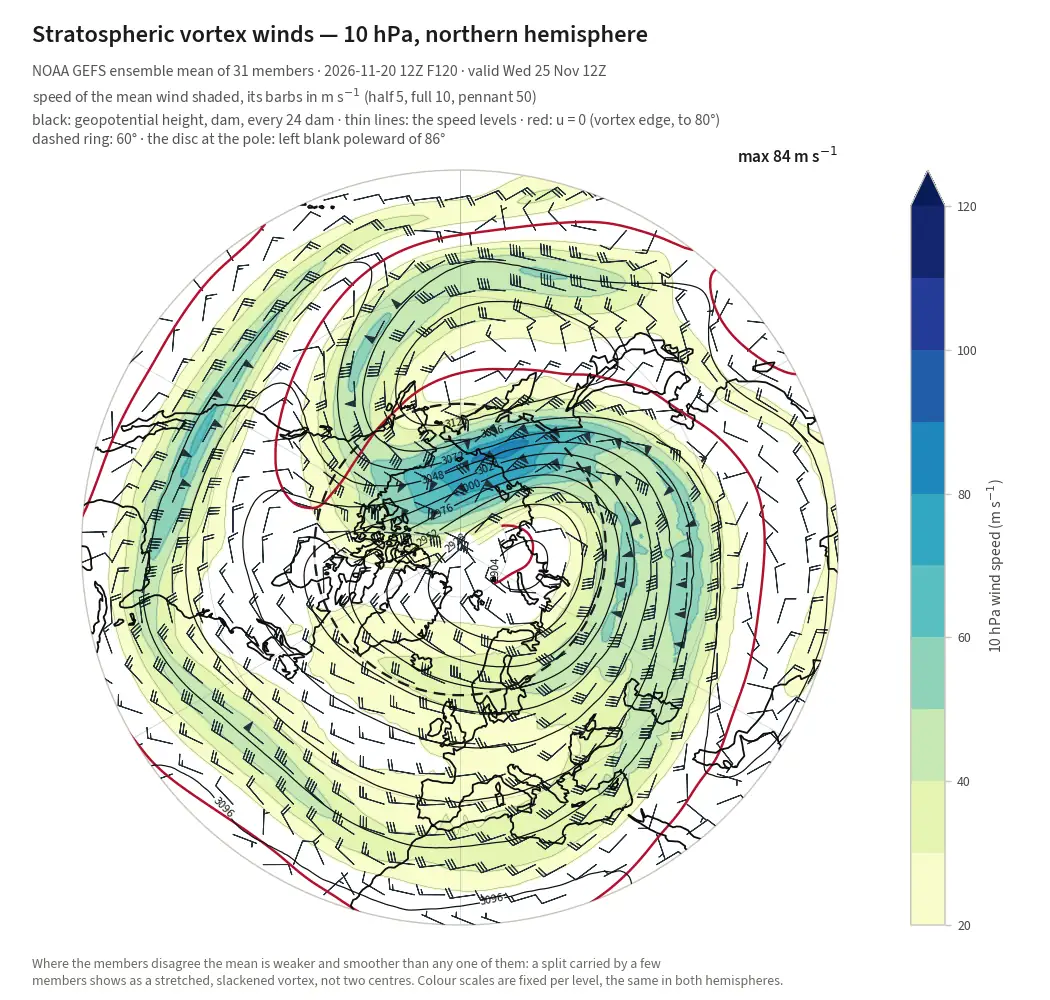 Stratospheric vortex winds — 10 hPa, northern hemisphere
NOAA GEFS ensemble mean of 31 members · 2026-11-20 12Z F120 · valid Wed 25 Nov 12Z
speed of the mean wind shaded, its barbs in m s⁻¹ (half 5, full 10, pennant 50)
black: geopotential height, dam, every 24 dam · thin lines: the speed levels · red: u = 0 (vortex edge, to 80°)
dashed ring: 60° · the disc at the pole: left blank poleward of 86°
max 84 m s⁻¹
120
100
80
60
40
20
10 hPa wind speed (m s⁻¹)
3072
3048
2976
2904
3096
3096
Where the members disagree the mean is weaker and smoother than any one of them: a split carried by a few
members shows as a stretched, slackened vortex, not two centres. Colour scales are fixed per level, the same in both hemispheres.